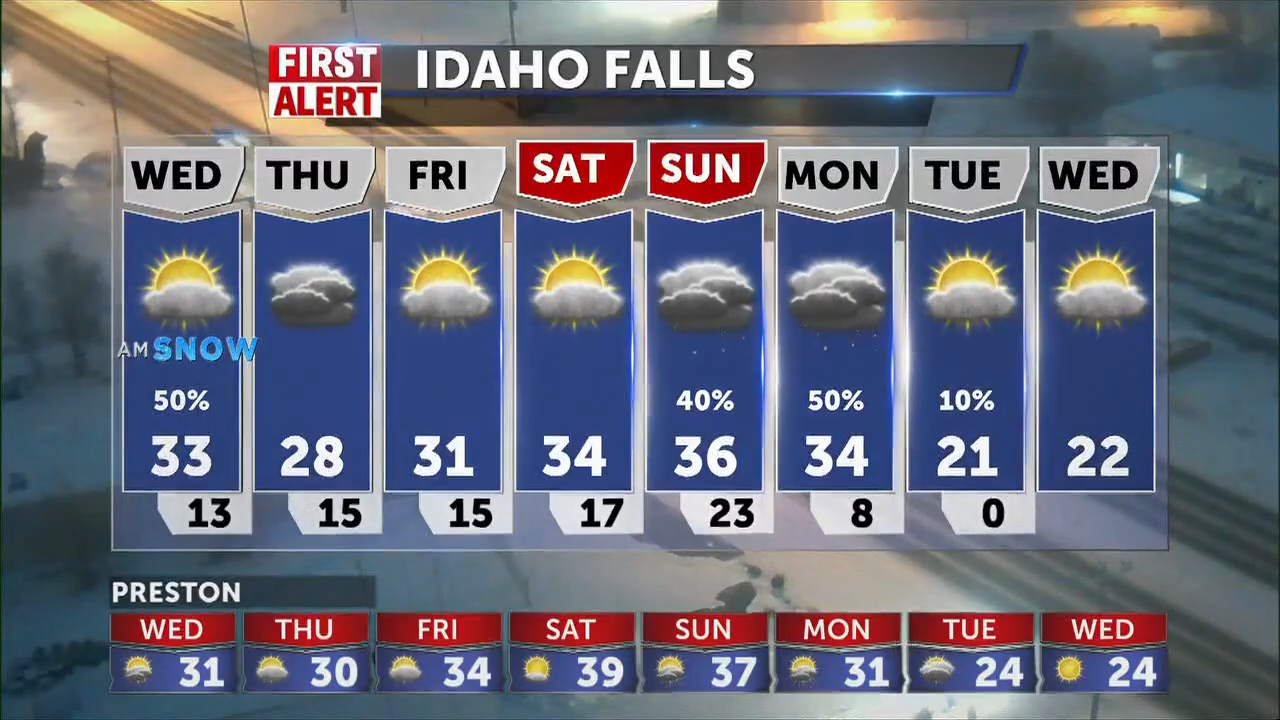 FIRST ALERT
IDAHO FALLS
WED THU FRI SAT SUN MON TUE WED
AM SNOW
50% 40% 50% 10%
33 28 31 34 36 34 21 22
13 15 15 17 23 8 0
PRESTON
WED THU FRI SAT SUN MON TUE WED
31 30 34 39 37 31 24 24